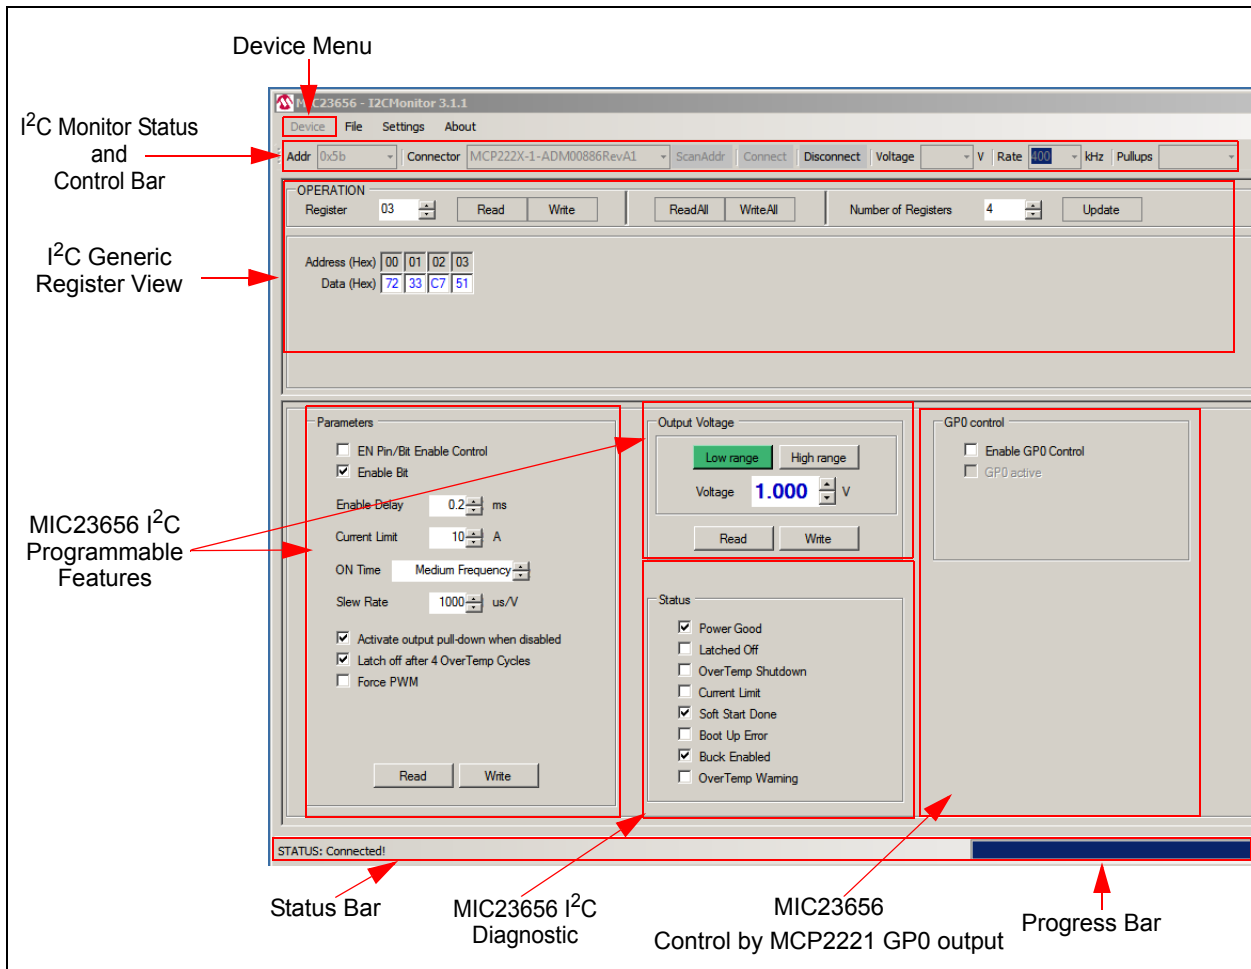 Device Menu
I2C Monitor Status
and
Control Bar
I2C Generic
Register View
MIC23656 I2C
Programmable
Features
MIC23656 - I2CMonitor 3.1.1
Device File Settings About
Addr 0x5b Connector MCP222X-1-ADM00886RevA1 ScanAddr Connect Disconnect Voltage V Rate 400 kHz Pullups
OPERATION
Register 03 Read Write ReadAll WriteAll Number of Registers 4 Update
Address (Hex) 00 01 02 03
Data (Hex) 72 33 C7 51
Parameters
EN Pin/Bit Enable Control
Enable Bit
Enable Delay 0.2 ms
Current Limit 10 A
ON Time Medium Frequency
Slew Rate 1000 us/V
Activate output pull-down when disabled
Latch off after 4 OverTemp Cycles
Force PWM
Read Write
Output Voltage
Low range High range
Voltage 1.000 V
Read Write
Status
Power Good
Latched Off
OverTemp Shutdown
Current Limit
Soft Start Done
Boot Up Error
Buck Enabled
OverTemp Warning
GP0 control
Enable GP0 Control
GP0 active
STATUS: Connected!
Status Bar
MIC23656 I2C
Diagnostic
MIC23656
Control by MCP2221 GP0 output
Progress Bar